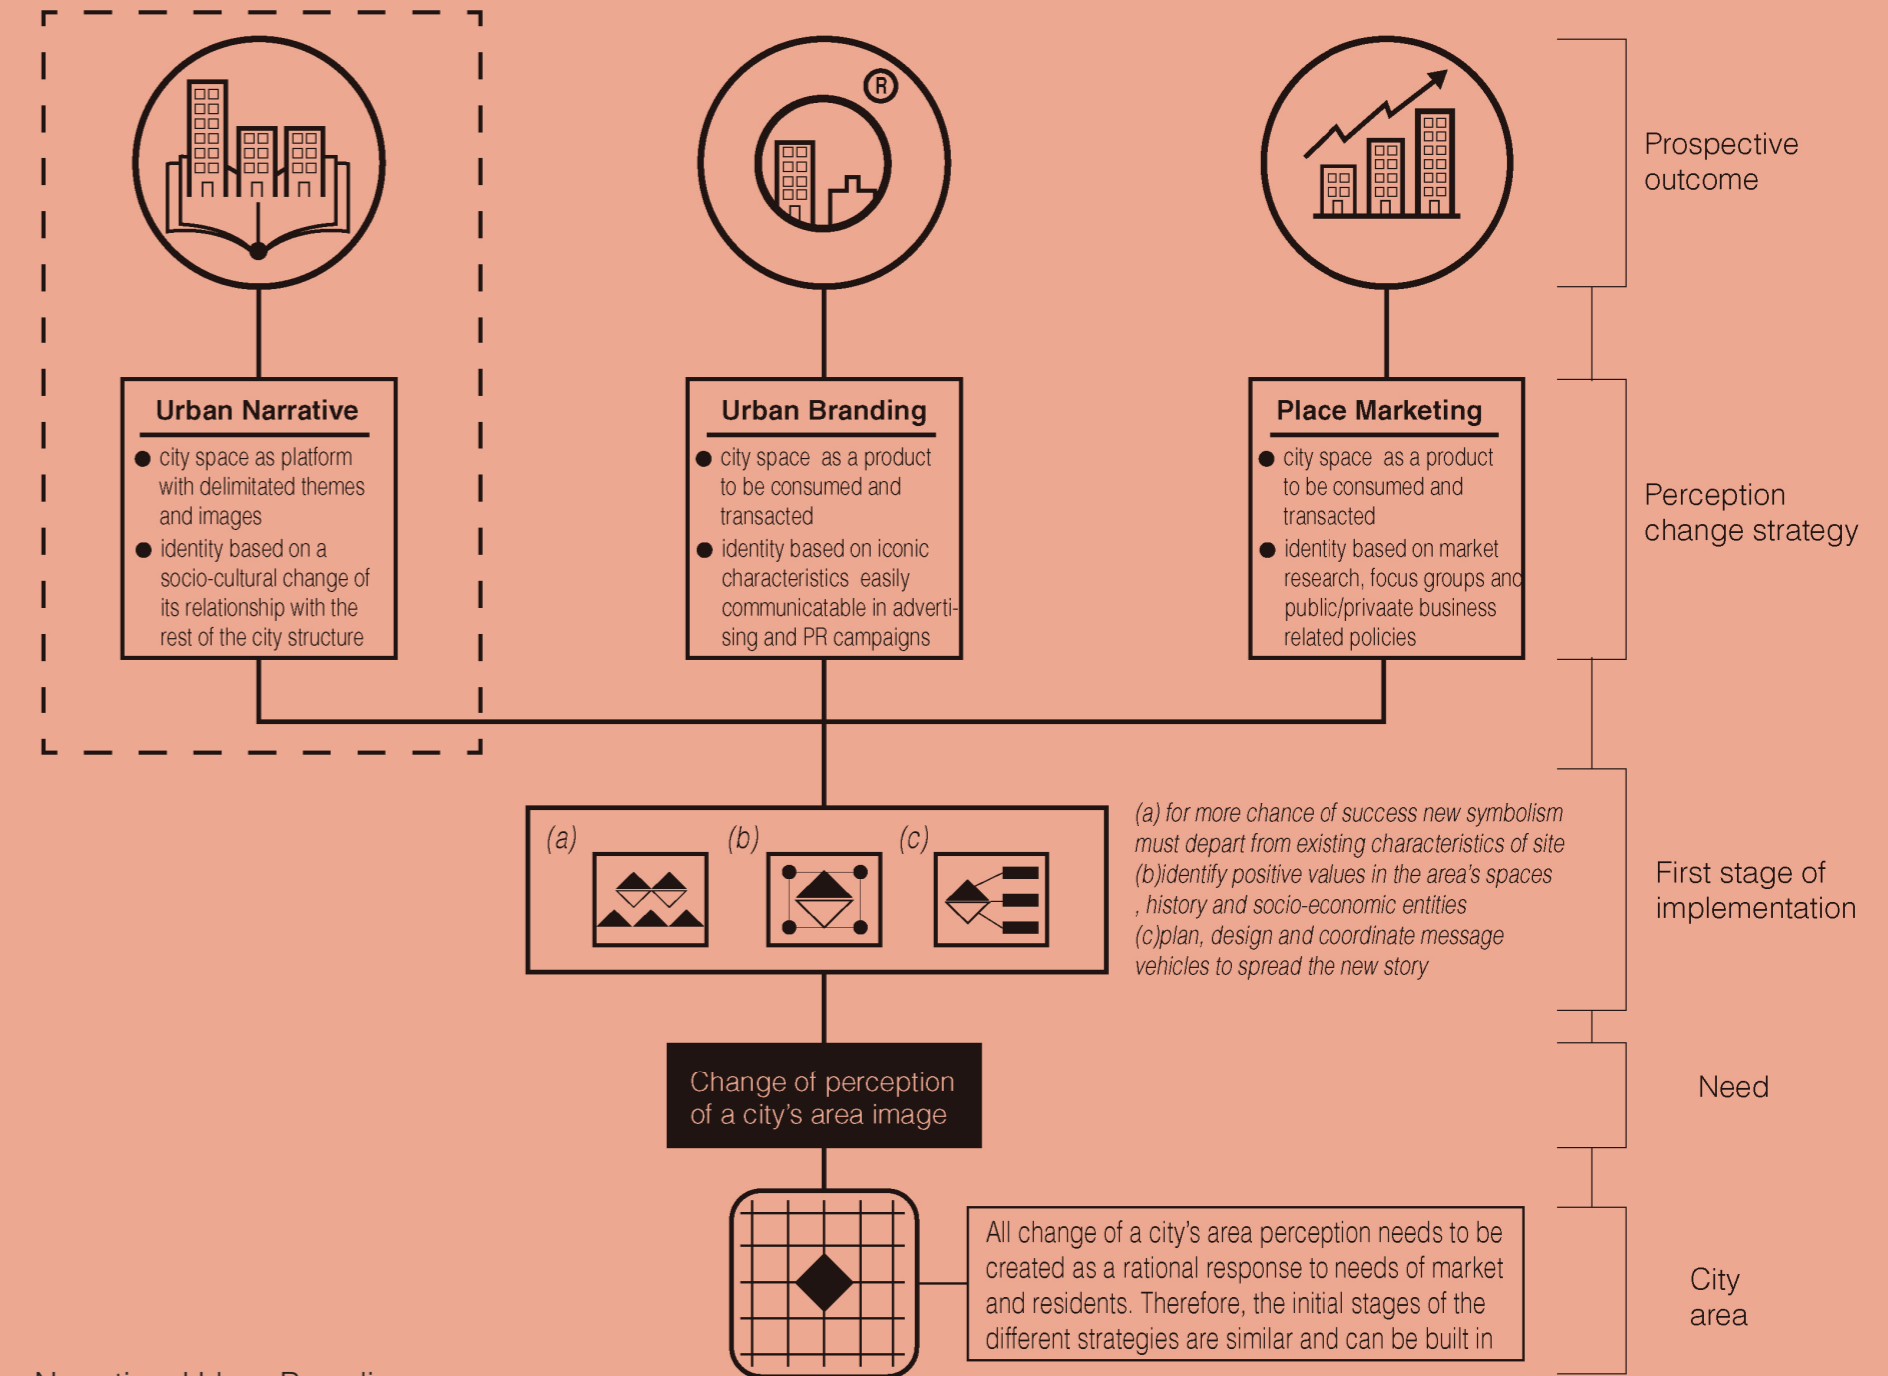 R
Prospective
outcome
Urban Narrative
city space as platform
with delimitated themes
and images
identity based on a
socio-cultural change of
its relationship with the
rest of the city structure
Urban Branding
city space as a product
to be consumed and
transacted
identity based on iconic
characteristics easily
communicatable in adverti-
sing and PR campaigns
Place Marketing
city space as a product
to be consumed and
transacted
identity based on market
research, focus groups and
public/privaate business
related policies
Perception
change strategy
(a)
(b)
(c)
(a) for more chance of success new symbolism
must depart from existing characteristics of site
(b)identify positive values in the area's spaces
, history and socio-economic entities
(c)plan, design and coordinate message
vehicles to spread the new story
First stage of
implementation
Change of perception
of a city's area image
Need
All change of a city's area perception needs to be
created as a rational response to needs of market
and residents. Therefore, the initial stages of the
different strategies are similar and can be built in
City
area